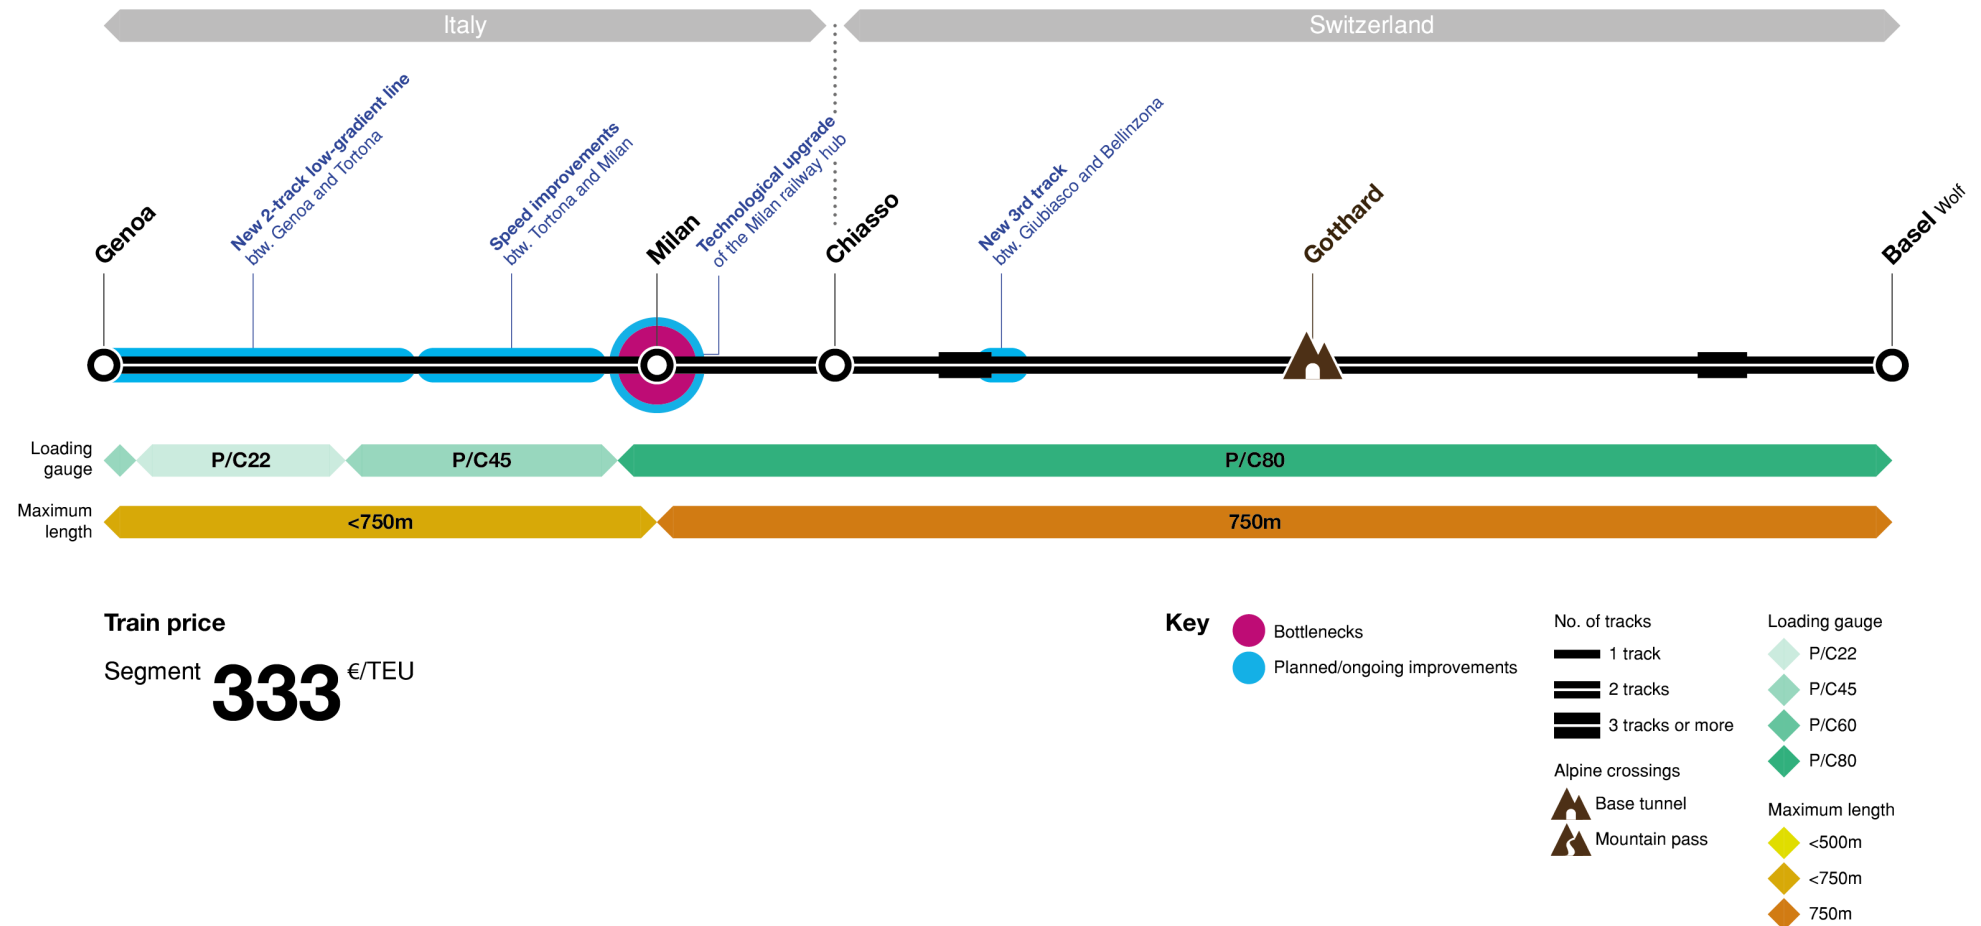 Italy
Switzerland
Genoa
New 2-track low-gradient line
btw. Genoa and Tortona
Speed improvements
btw. Tortona and Milan
Milan
Technological upgrade
of the Milan railway hub
Chiasso
New 3rd track
btw. Giubiasco and Bellinzona
Gotthard
Basel Wolf
Loading
gauge
P/C22
P/C45
P/C80
Maximum
length
<750m
750m
Train price
Segment 333 €/TEU
Key
Bottlenecks
Planned/ongoing improvements
No. of tracks
1 track
2 tracks
3 tracks or more
Alpine crossings
Base tunnel
Mountain pass
Loading gauge
P/C22
P/C45
P/C60
P/C80
Maximum length
<500m
<750m
750m